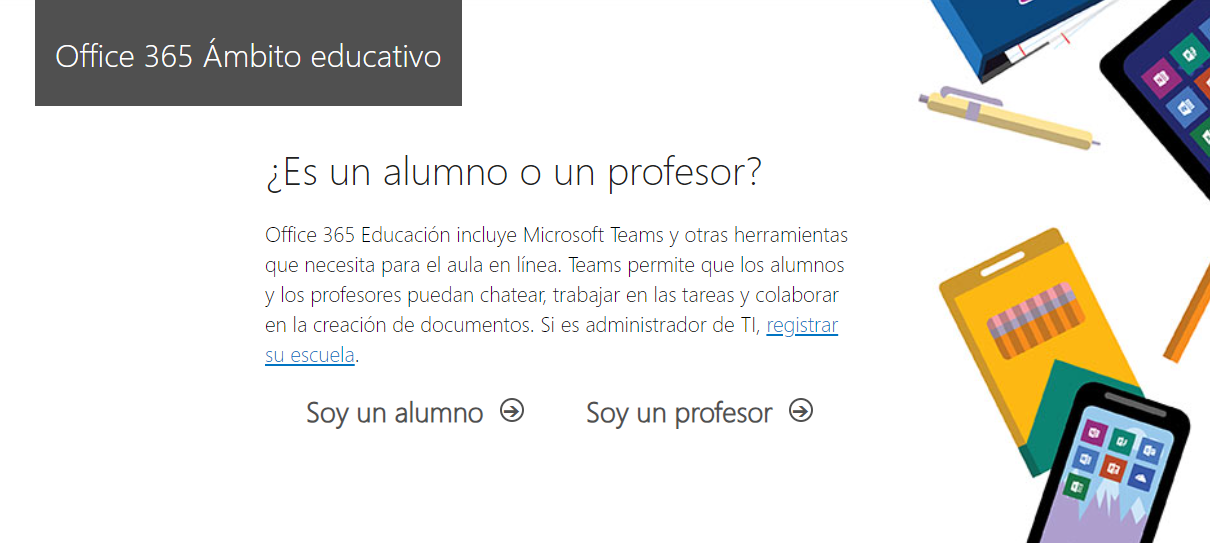 Office 365 Ámbito educativo
¿Es un alumno o un profesor?
Office 365 Educación incluye Microsoft Teams y otras herramientas
que necesita para el aula en línea. Teams permite que los alumnos
y los profesores puedan chatear, trabajar en las tareas y colaborar
en la creación de documentos. Si es administrador de TI, registrar
su escuela.
Soy un alumno
Soy un profesor